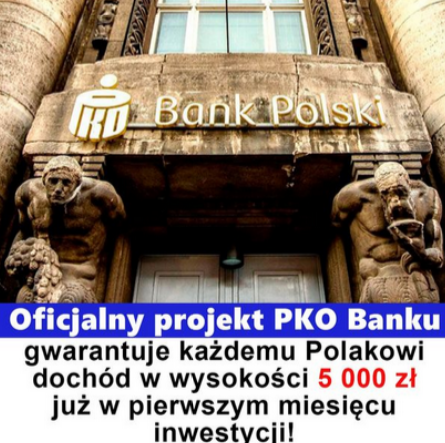 PKO Bank Polski
Oficjalny projekt PKO Banku
gwarantuje każdemu Polakowi
dochód w wysokości 5 000 zł
już w pierwszym miesięcu
inwestycji!